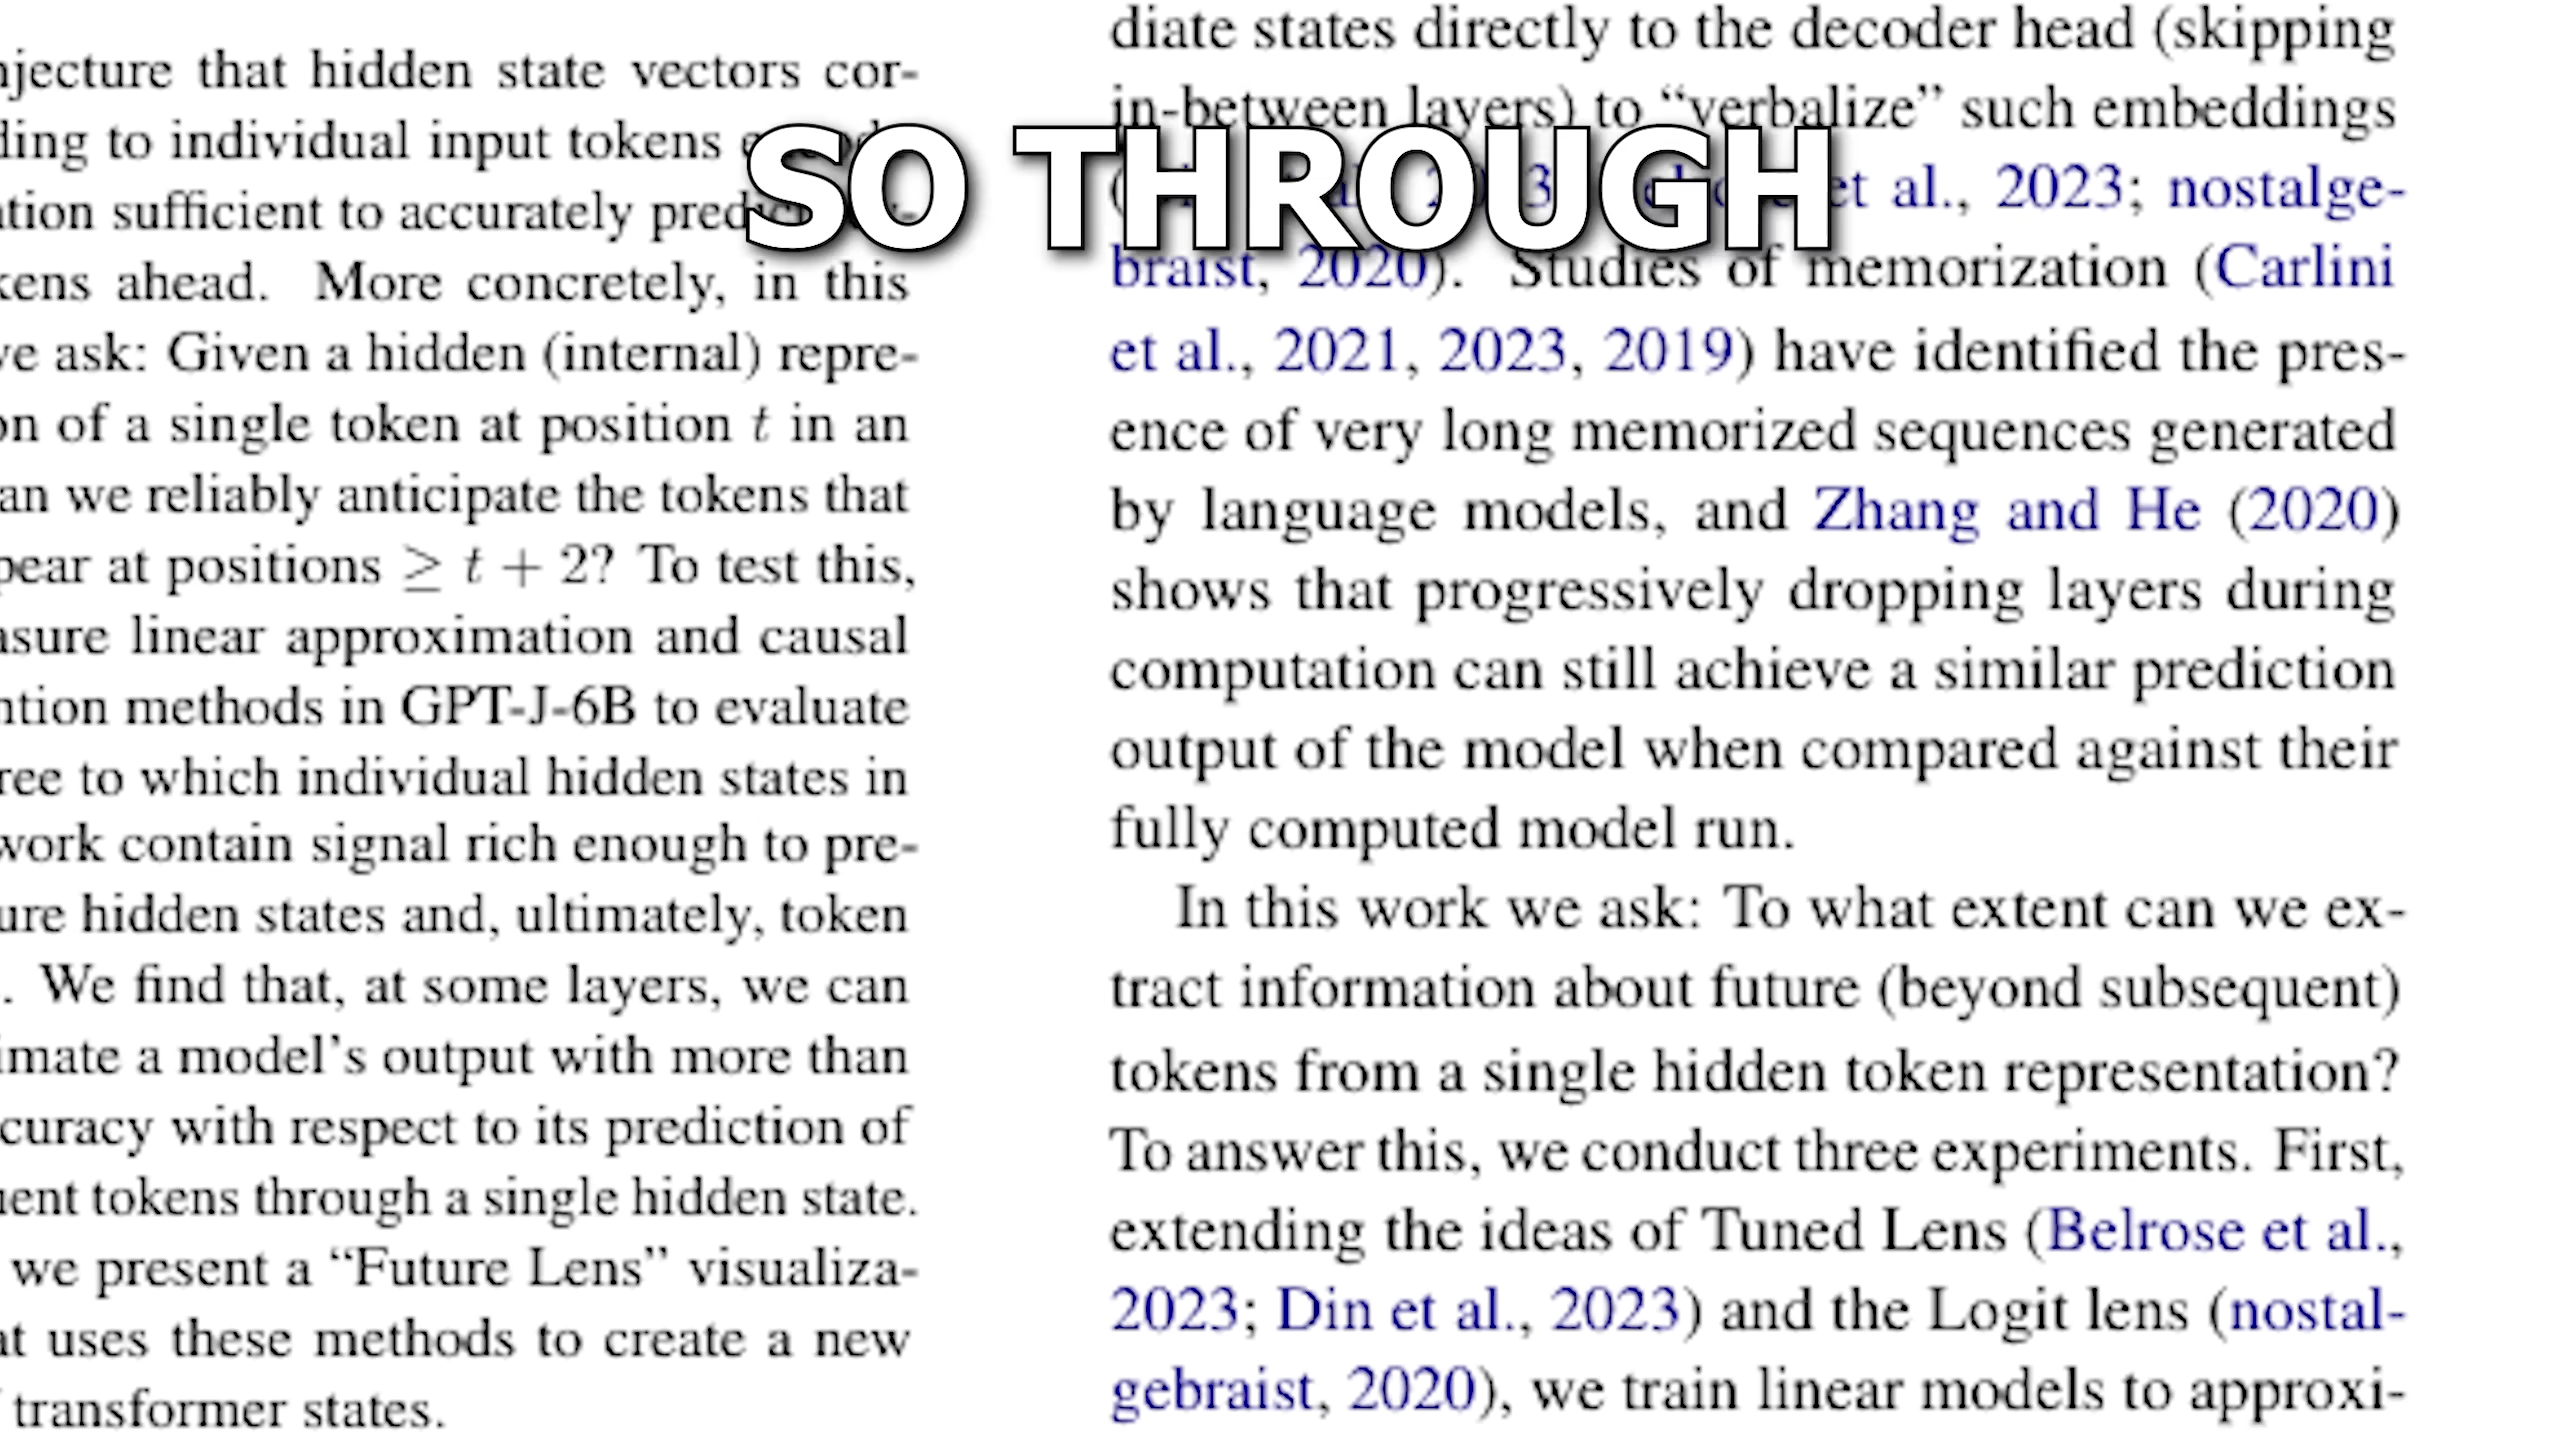 SO THROUGH
njecture that hidden state vectors cor-
ding to individual input tokens
ation sufficient to accurately
kens ahead. More concretely, in this
ve ask: Given a hidden (internal) repre-
on of a single token at position t in an
an we reliably anticipate the tokens that
pear at positions ≥ t + 2? To test this,
asure linear approximation and causal
ntion methods in GPT-J-6B to evaluate
ree to which individual hidden states in
work contain signal rich enough to pre-
ure hidden states and, ultimately, token
. We find that, at some layers, we can
imate a model's output with more than
curacy with respect to its prediction of
uent tokens through a single hidden state.
we present a “Future Lens” visualiza-
at uses these methods to create a new
transformer states.
diate states directly to the decoder head (skipping
in-between layers) to “verbalize” such embeddings
et al., 2023; nostalge-
braist, 2020). Studies of memorization (Carlini
et al., 2021, 2023, 2019) have identified the pres-
ence of very long memorized sequences generated
by language models, and Zhang and He (2020)
shows that progressively dropping layers during
computation can still achieve a similar prediction
output of the model when compared against their
fully computed model run.
In this work we ask: To what extent can we ex-
tract information about future (beyond subsequent)
tokens from a single hidden token representation?
To answer this, we conduct three experiments. First,
extending the ideas of Tuned Lens (Belrose et al.,
2023; Din et al., 2023) and the Logit lens (nostal-
gebraist, 2020), we train linear models to approxi-